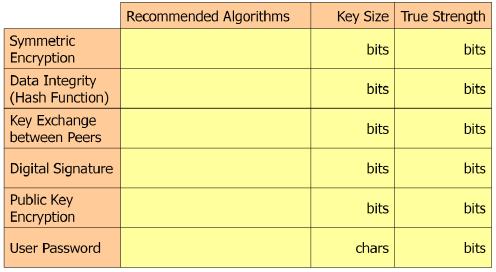 Recommended Algorithms Key Size True Strength
Symmetric
Encryption bits bits
Data Integrity
(Hash Function) bits bits
Key Exchange
between Peers bits bits
Digital Signature bits bits
Public Key
Encryption bits bits
User Password chars bits